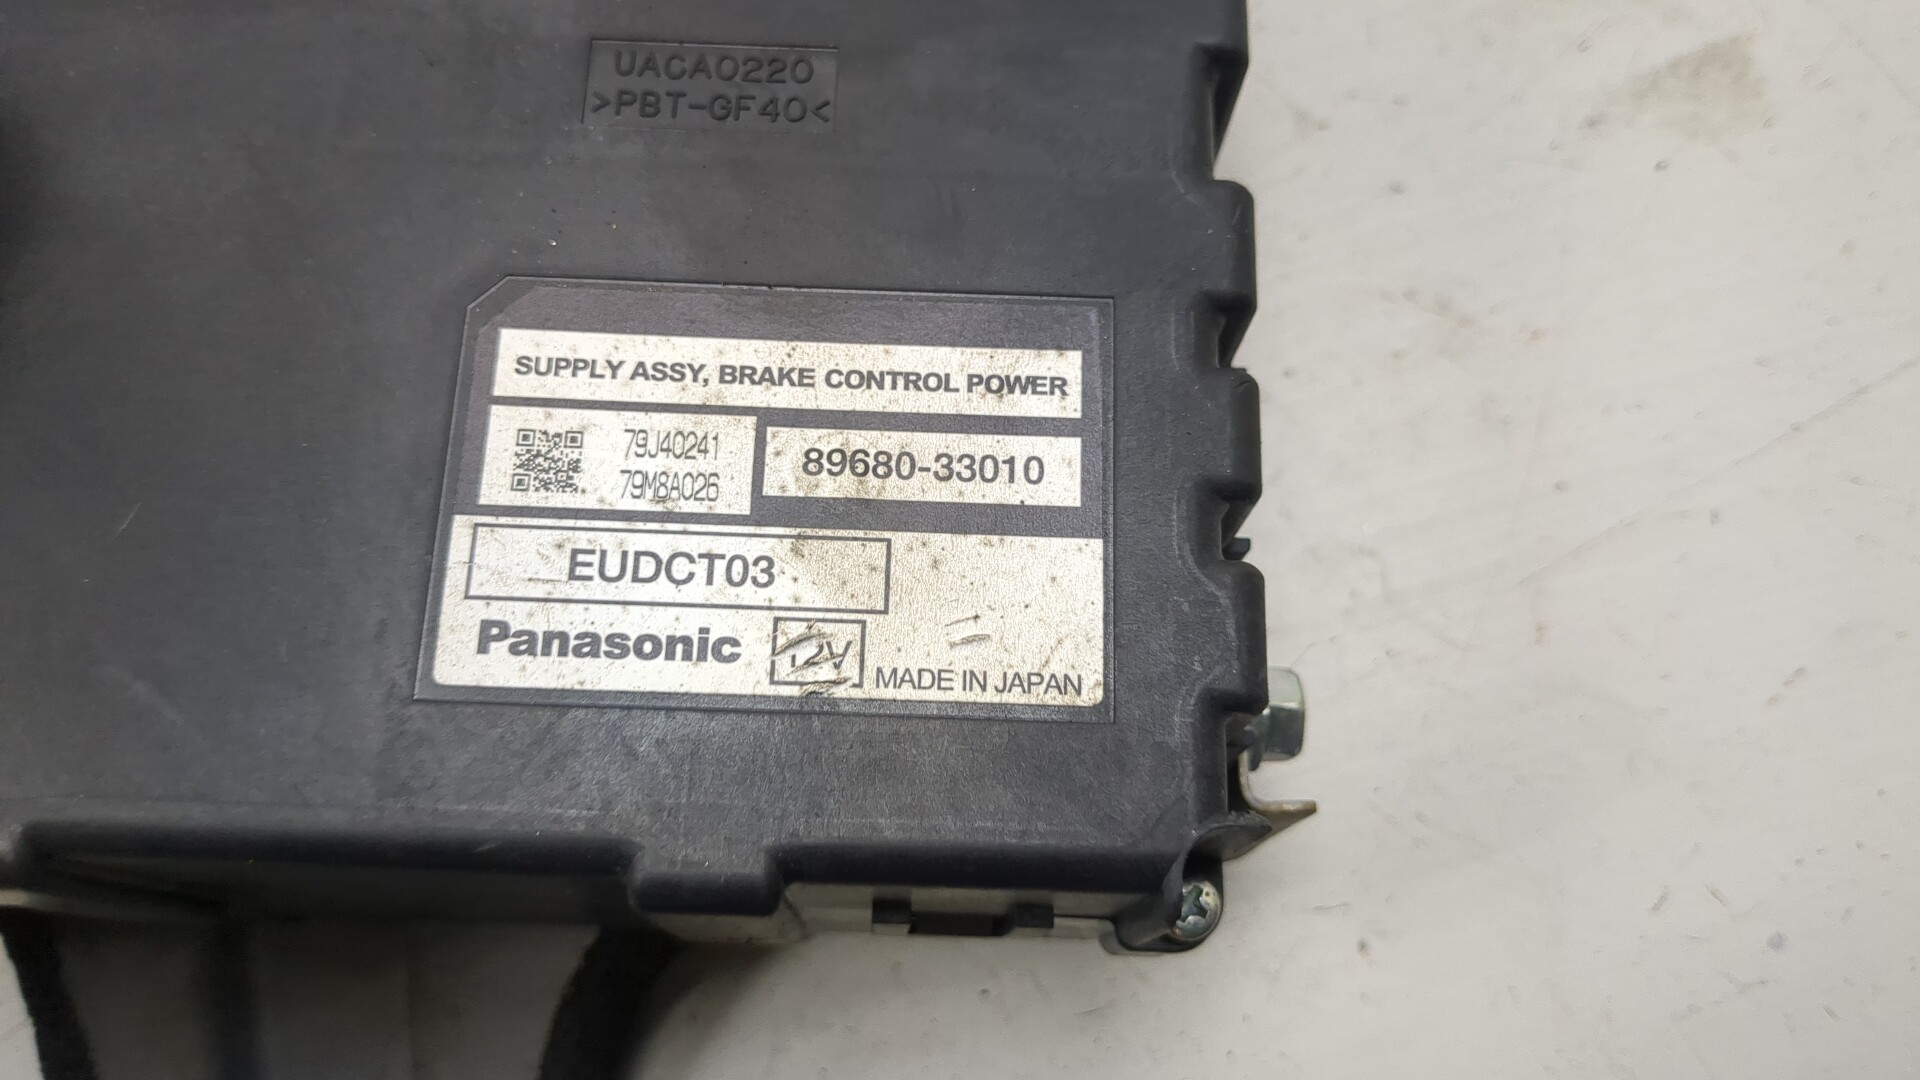 UACA0220
>PBT-GF40<
SUPPLY ASSY, BRAKE CONTROL POWER
79J40241
79M8A026
89680-33010
EUDCT03
Panasonic 12V MADE IN JAPAN